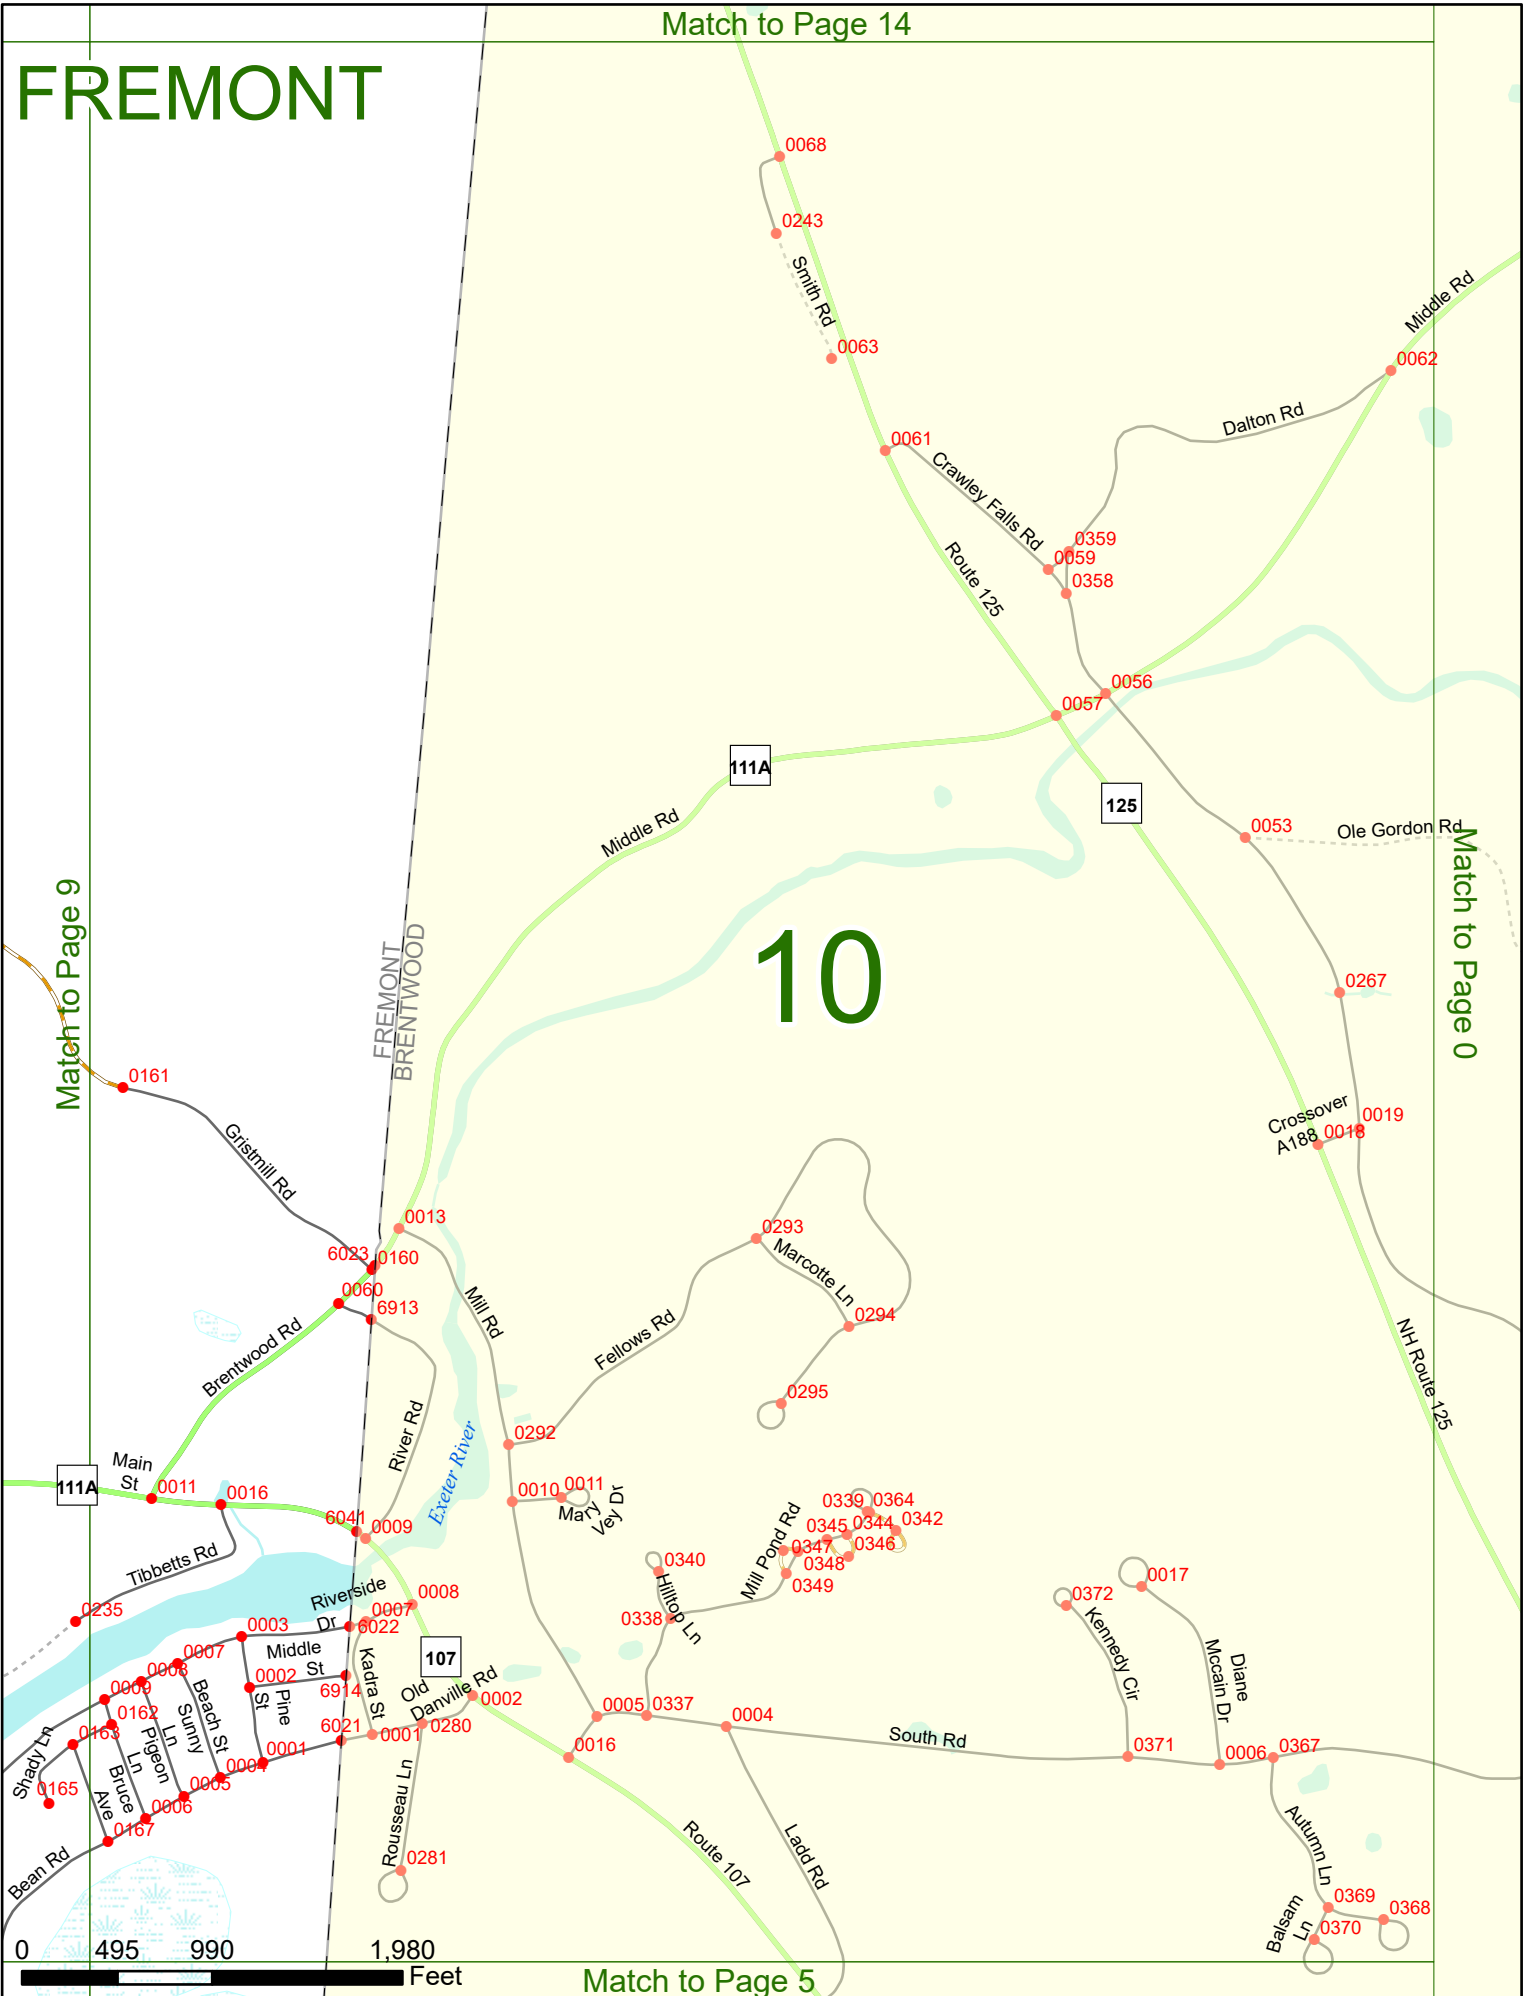 Match to Page 14
FREMONT
0068
0243
Smith Rd
0063
Middle Rd
0062
Dalton Rd
0061
Crawley Falls Rd
0359
0059
0358
Route 125
0056
0057
111A
125
Middle Rd
0053
Ole Gordon Rd
Match to Page 9
Match to Page 0
FREMONT
BRENTWOOD
10
0267
0161
Crossover
A188
0018
0019
Gristmill Rd
0013
0293
6023
0160
Marcotte Ln
0060
6913
Mill Rd
0294
Fellows Rd
Brentwood Rd
NH Route 125
0295
River Rd
0292
Exeter River
Main
St
111A
0011
0016
0010
0011
Mary
Vey Dr
6041
0009
0339
0364
0342
0345
0344
0346
0347
0348
0349
Mill Pond Rd
Tibbetts Rd
0340
Hilltop Ln
0338
0017
0372
Kennedy Cir
Diane
Mccain Dr
Riverside
Dr
0008
0007
6022
0235
0003
Middle
St
0007
0008
0009
0002
6914
Kadra St
107
Old
Danville Rd
0002
Pine
St
Beach St
Sunny
Ln
Pigeon
Ln
0162
0163
6021
0001
0280
0005
0337
0004
South Rd
0016
0371
0006
0367
Shady Ln
0001
0004
0005
0006
Bruce
Ave
0165
0167
Bean Rd
Rousseau Ln
0281
Route 107
Ladd Rd
Autumn Ln
0369
0368
Balsam
Ln
0370
0 495 990 1,980
Feet
Match to Page 5